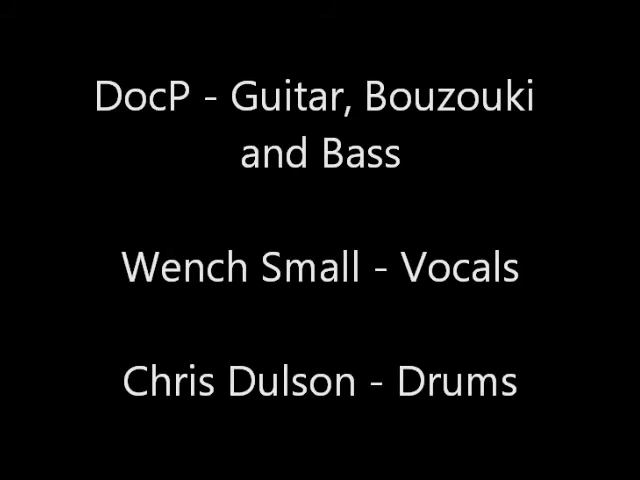 DocP - Guitar, Bouzouki
and Bass
Wench Small - Vocals
Chris Dulson - Drums